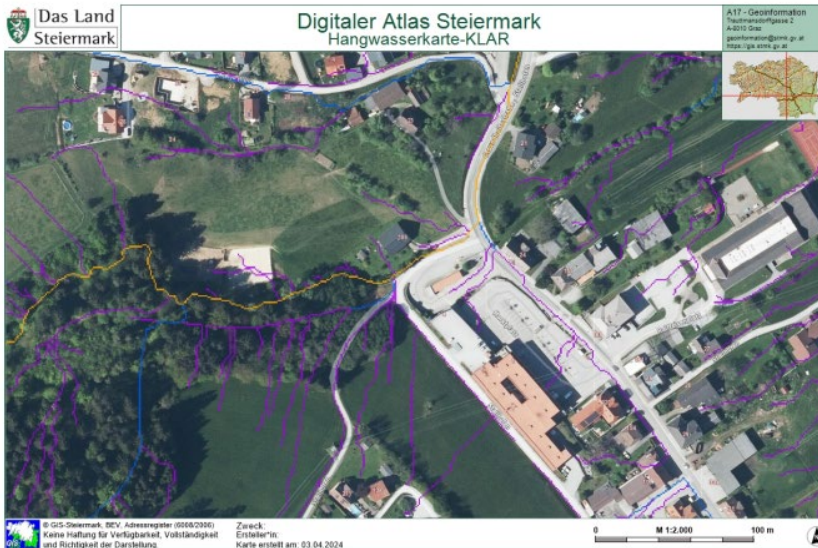 Das Land
Steiermark
Digitaler Atlas Steiermark
Hangwasserkarte-KLAR
A17 - Geoinformation
Trauttmansdorffgasse 2
A-8010 Graz
geoinformation@stmk.gv.at
https://gis.stmk.gv.at
GIS
© GIS-Steiermark, BEV, Adressregister (6008/2006)
Keine Haftung für Verfügbarkeit, Vollständigkeit
und Richtigkeit der Darstellung.
Zweck:
Ersteller*in:
Karte erstellt am: 03.04.2024
0
M 1:2.000
100 m